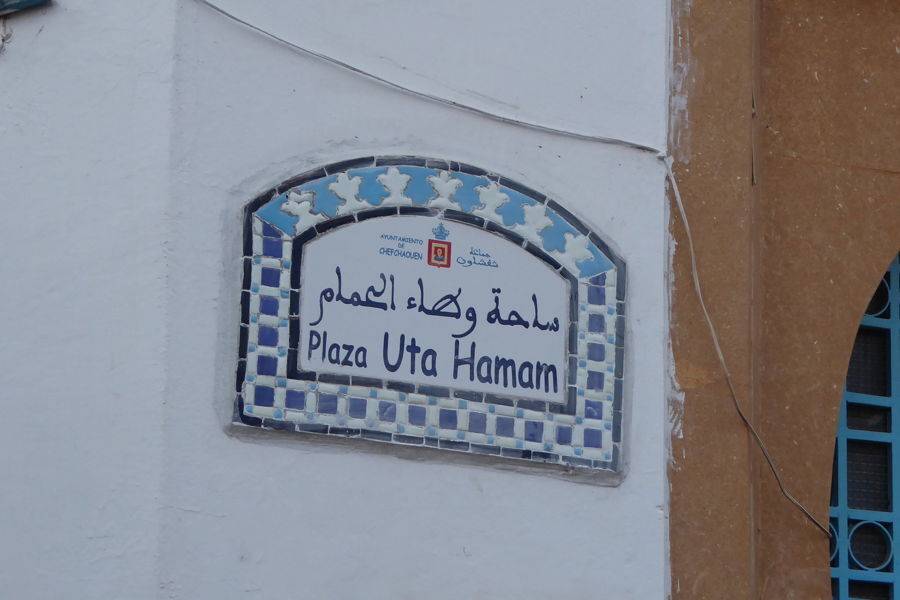 AYUNTAMIENTO
DE
CHEFCHAOUEN
جماعة
شفشاون
ساحة وطاء الحمام
Plaza Uta Hamam